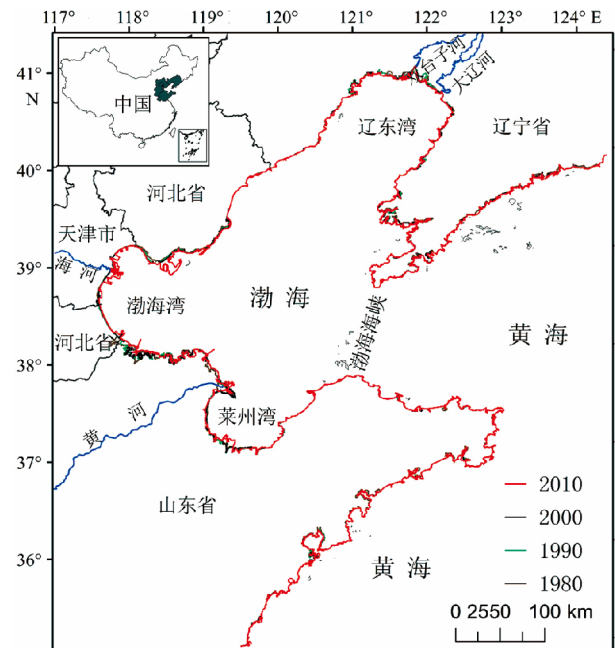 117° 118° 119° 120° 121° 122° 123° 124°
41°
N
40°
39°
38°
37°
36°
中国
台子河
大辽河
辽东湾
辽宁省
河北省
天津市
海河
渤海湾
渤海
渤海海峡
黄海
河北省
黄河
莱州湾
山东省
黄海
2010
2000
1990
1980
0 2550 100 km